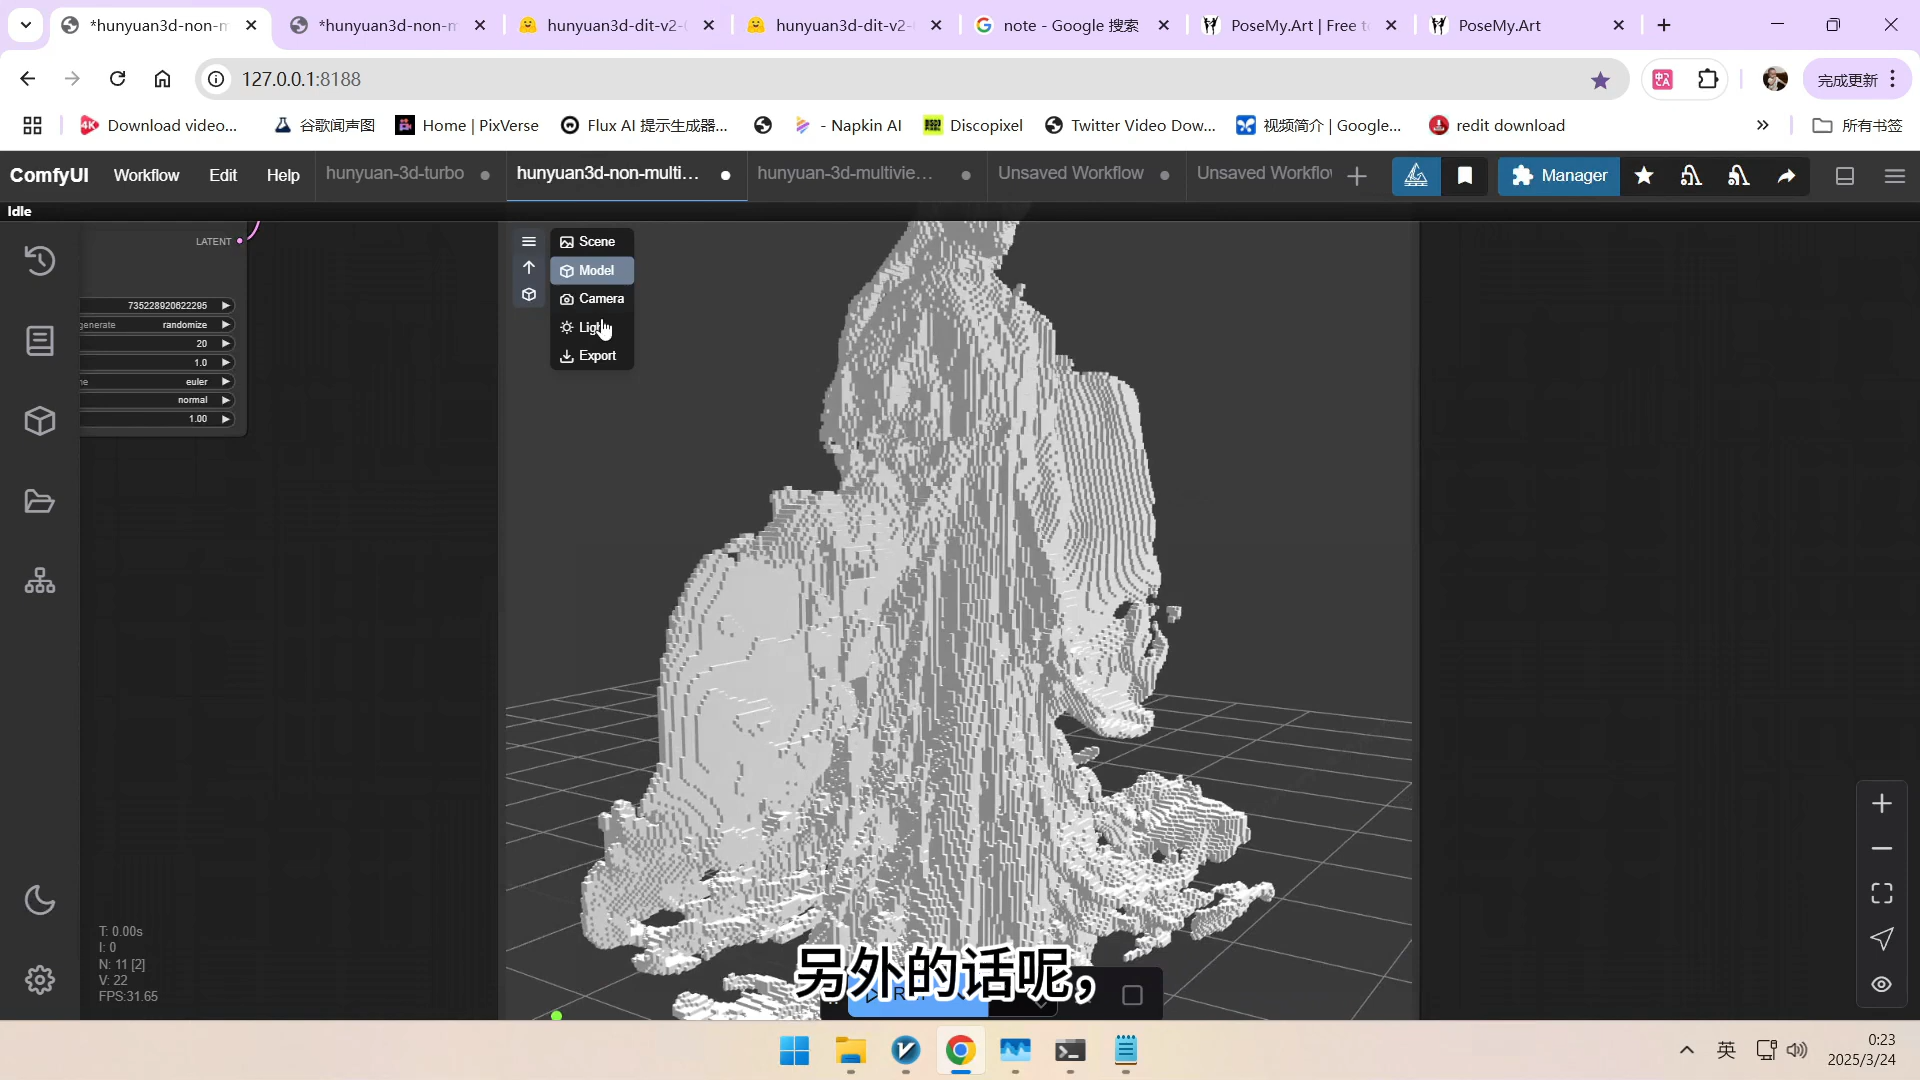 *hunyuan3d-non-m
*hunyuan3d-non-m
hunyuan3d-dit-v2-
hunyuan3d-dit-v2-
note - Google 搜索
PoseMy.Art | Free t
PoseMy.Art
127.0.0.1:8188
完成更新
Download video...
谷歌闻声图
Home | PixVerse
Flux AI 提示生成器...
- Napkin AI
Discopixel
Twitter Video Dow...
视频简介 | Google...
redit download
所有书签
ComfyUI
Workflow
Edit
Help
hunyuan-3d-turbo
hunyuan3d-non-multi...
hunyuan-3d-multivie...
Unsaved Workflow
Unsaved Workflo
Manager
Idle
LATENT
735228920622295
generate randomize
20
1.0
euler
normal
1.00
Scene
Model
Camera
Export
T: 0.00s
I: 0
N: 11 [2]
V: 22
FPS:31.65
另外的话呢，
英
0:23
2025/3/24